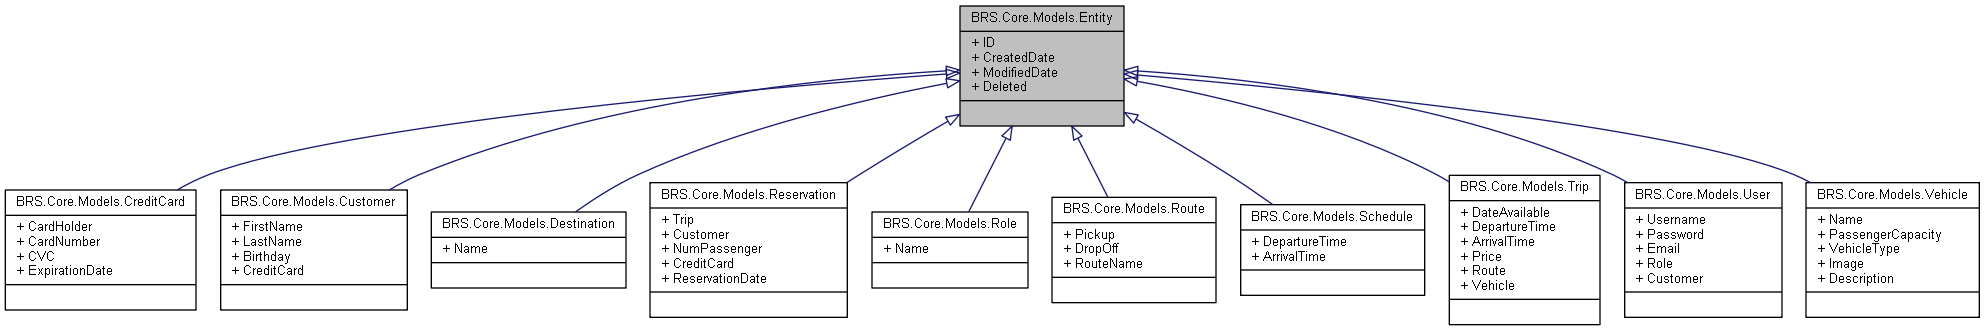 BRS.Core.Models.Entity
+ ID
+ CreatedDate
+ ModifiedDate
+ Deleted
BRS.Core.Models.CreditCard
+ CardHolder
+ CardNumber
+ CVC
+ ExpirationDate
BRS.Core.Models.Customer
+ FirstName
+ LastName
+ Birthday
+ CreditCard
BRS.Core.Models.Destination
+ Name
BRS.Core.Models.Reservation
+ Trip
+ Customer
+ NumPassenger
+ CreditCard
+ ReservationDate
BRS.Core.Models.Role
+ Name
BRS.Core.Models.Route
+ Pickup
+ DropOff
+ RouteName
BRS.Core.Models.Schedule
+ DepartureTime
+ ArrivalTime
BRS.Core.Models.Trip
+ DateAvailable
+ DepartureTime
+ ArrivalTime
+ Price
+ Route
+ Vehicle
BRS.Core.Models.User
+ Username
+ Password
+ Email
+ Role
+ Customer
BRS.Core.Models.Vehicle
+ Name
+ PassengerCapacity
+ VehicleType
+ Image
+ Description